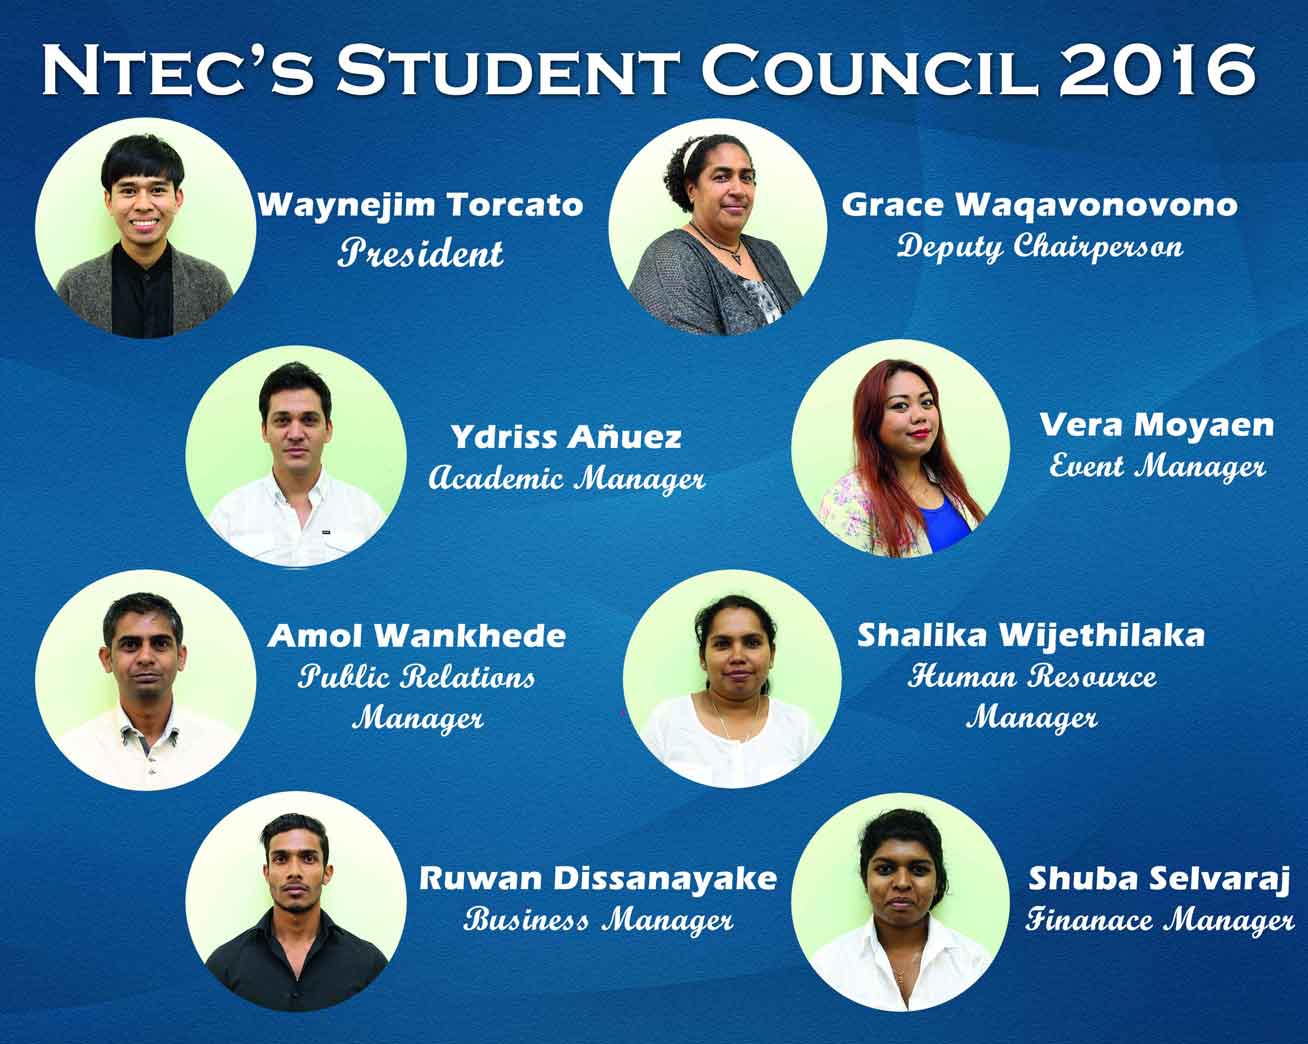 NTEC'S STUDENT COUNCIL 2016
Waynejim Torcato
President
Grace Waqavonovono
Deputy Chairperson
Ydriss Añuez
Academic Manager
Vera Moyaen
Event Manager
Amol Wankhede
Public Relations
Manager
Shalika Wijethilaka
Human Resource
Manager
Ruwan Dissanayake
Business Manager
Shuba Selvaraj
Finanace Manager